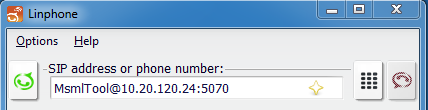 Linphone
Options Help
SIP address or phone number:
MsmlTool@10.20.120.24:5070